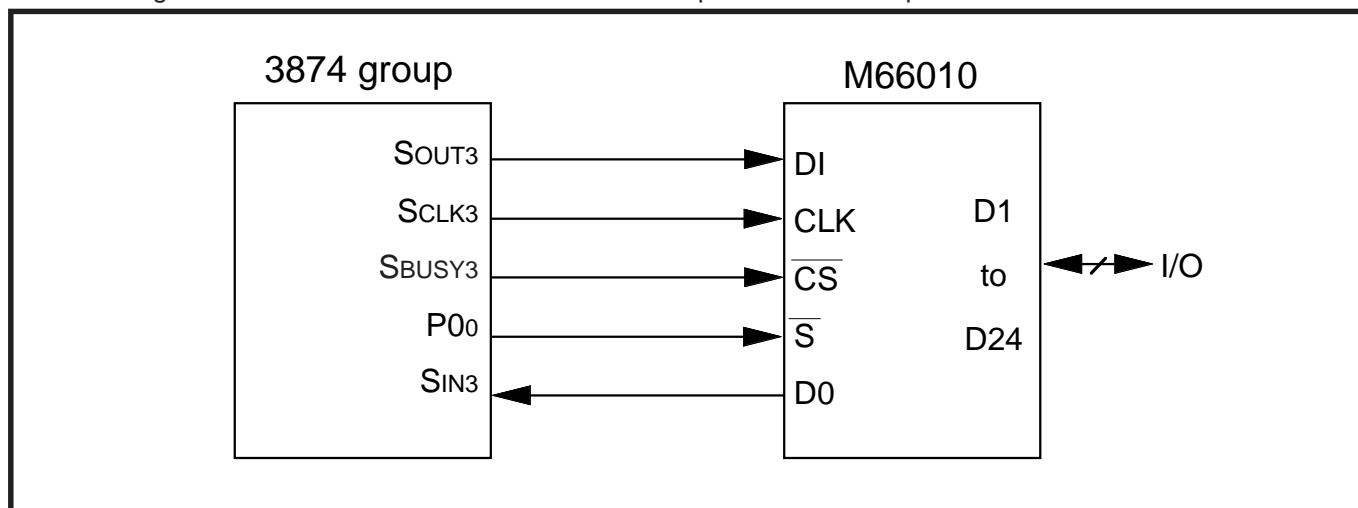 3874 group
M66010
SOUT3
DI
SCLK3
CLK
D1
SBUSY3
CS
to
I/O
P00
S
D24
SIN3
D0